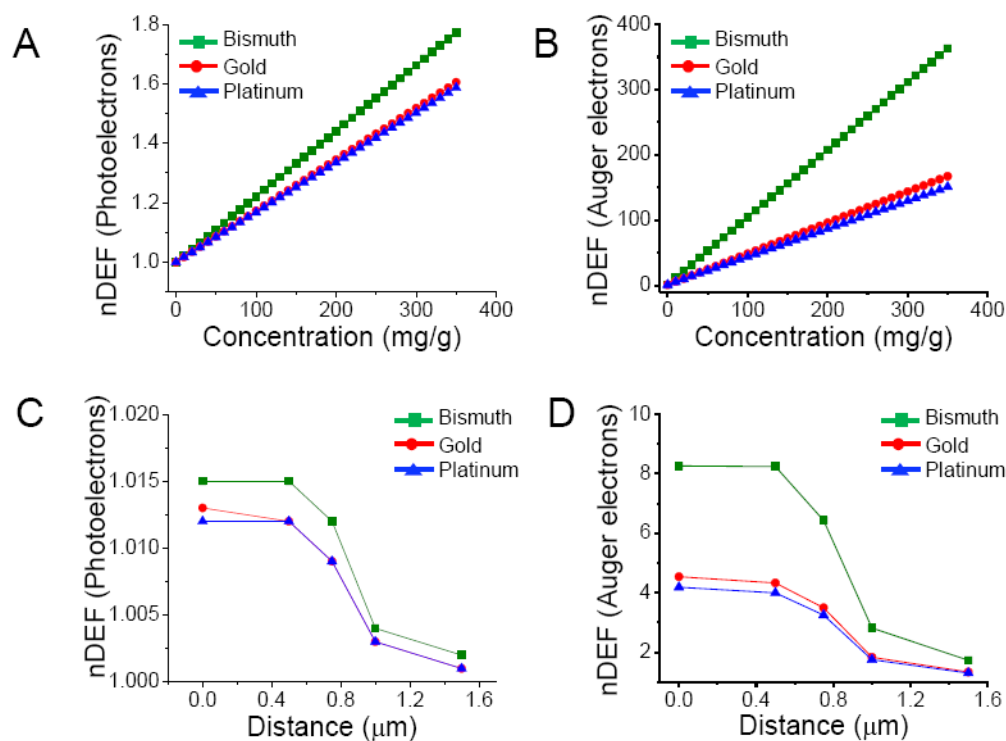 A
nDEF (Photoelectrons)
1.8
1.6
1.4
1.2
1.0
Bismuth
Gold
Platinum
0 100 200 300 400
Concentration (mg/g)
B
nDEF (Auger electrons)
400
300
200
100
0
Bismuth
Gold
Platinum
0 100 200 300 400
Concentration (mg/g)
C
nDEF (Photoelectrons)
1.020
1.015
1.010
1.005
1.000
Bismuth
Gold
Platinum
0.0 0.4 0.8 1.2 1.6
Distance (μm)
D
nDEF (Auger electrons)
10
8
6
4
2
Bismuth
Gold
Platinum
0.0 0.4 0.8 1.2 1.6
Distance (μm)